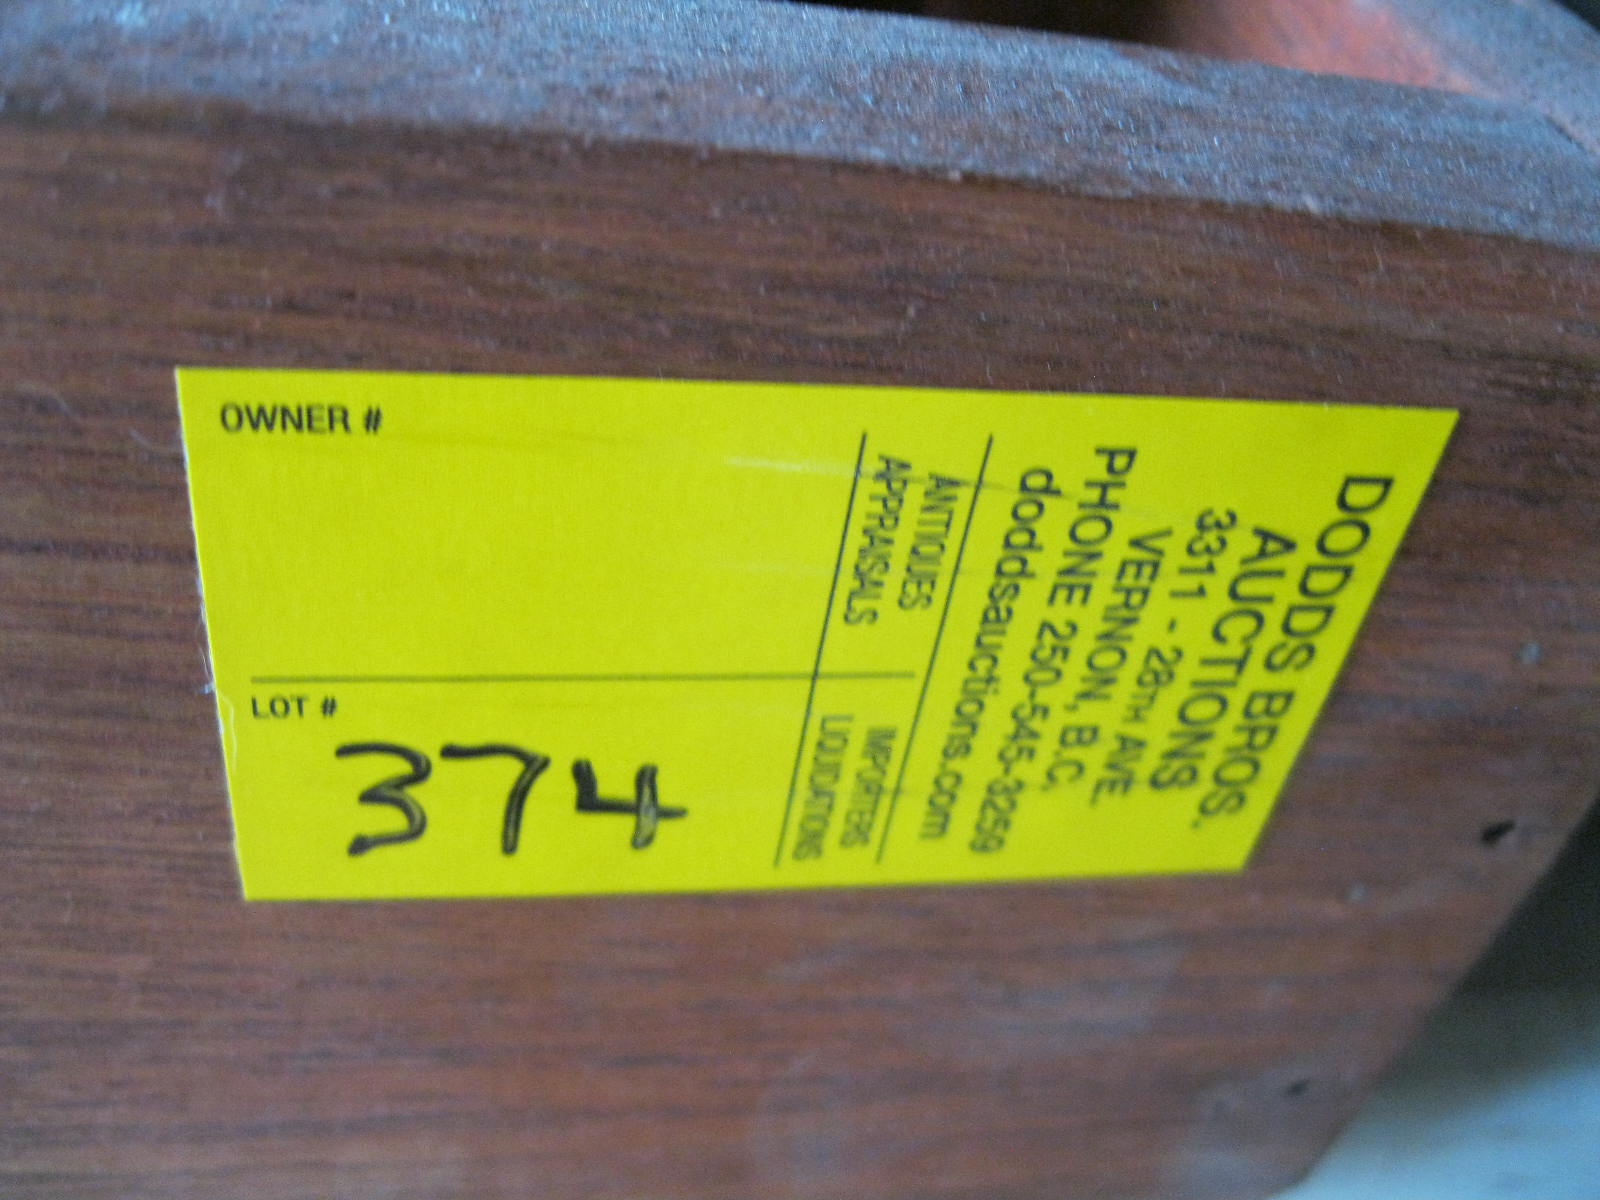 DODDS BROS.
AUCTIONS
3311 - 28TH AVE.
VERNON, B.C.
PHONE 250-545-3259
doddsauctions.com
ANTIQUES
APPRAISALS
IMPORTERS
LIQUIDATIONS
OWNER #
LOT #
374